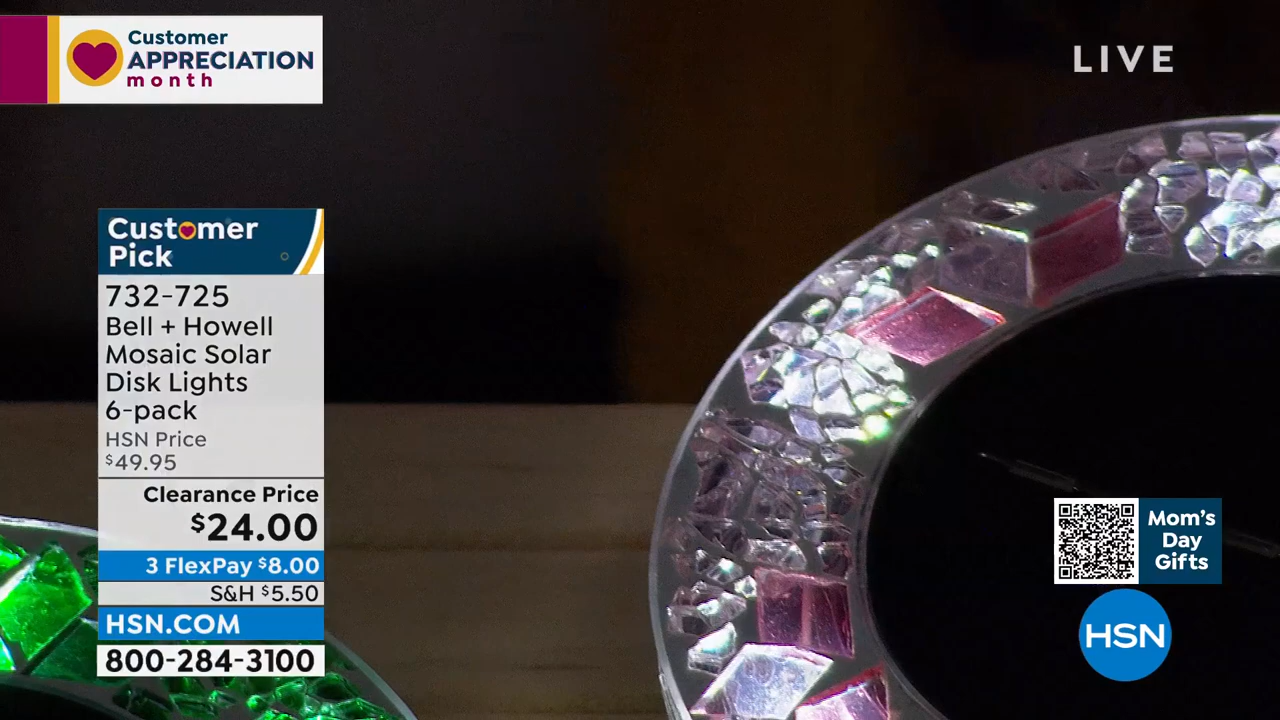 Customer
APPRECIATION
month
LIVE
Customer
Pick
732-725
Bell + Howell
Mosaic Solar
Disk Lights
6-pack
HSN Price
$49.95
Clearance Price
$24.00
3 FlexPay $8.00
S&H $5.50
HSN.COM
800-284-3100
Mom's
Day
Gifts
HSN